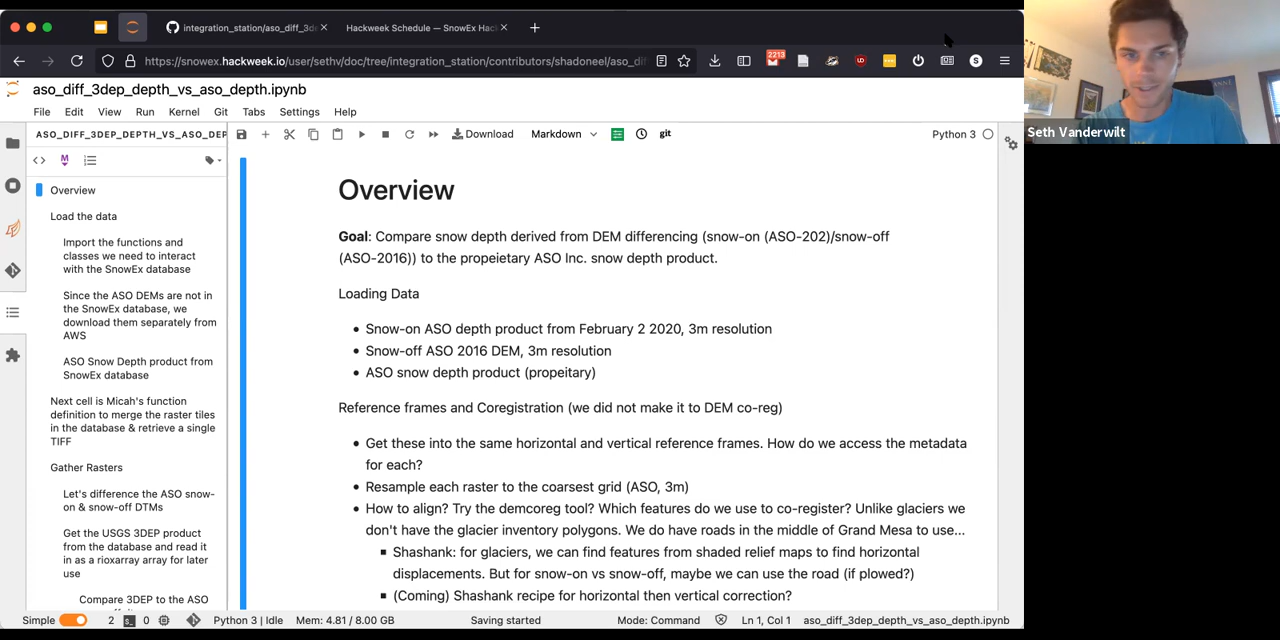 integration_station/aso_diff_3de
Hackweek Schedule — SnowEx Hac
https://snowex.hackweek.io/user/sethv/doc/tree/integration_station/contributors/shadoneel/aso_dif
2213
S
aso_diff_3dep_depth_vs_aso_depth.ipynb
File Edit View Run Kernel Git Tabs Settings Help
Seth Vanderwilt
ASO_DIFF_3DEP_DEPTH_VS_ASO_DEP
Download
Markdown
git
Python 3
Overview
Load the data
Import the functions and
classes we need to interact
with the SnowEx database
Since the ASO DEMs are not in
the SnowEx database, we
download them separately from
AWS
ASO Snow Depth product from
SnowEx database
Next cell is Micah's function
definition to merge the raster tiles
in the database & retrieve a single
TIFF
Gather Rasters
Let's difference the ASO snow-
on & snow-off DTMs
Get the USGS 3DEP product
from the database and read it
in as a rioxarray array for later
use
Compare 3DEP to the ASO
Overview
Goal: Compare snow depth derived from DEM differencing (snow-on (ASO-202)/snow-off
(ASO-2016)) to the propeietary ASO Inc. snow depth product.
Loading Data
• Snow-on ASO depth product from February 2 2020, 3m resolution
• Snow-off ASO 2016 DEM, 3m resolution
• ASO snow depth product (propeitary)
Reference frames and Coregistration (we did not make it to DEM co-reg)
• Get these into the same horizontal and vertical reference frames. How do we access the metadata
for each?
• Resample each raster to the coarsest grid (ASO, 3m)
• How to align? Try the demcoreg tool? Which features do we use to co-register? Unlike glaciers we
don't have the glacier inventory polygons. We do have roads in the middle of Grand Mesa to use...
▪ Shashank: for glaciers, we can find features from shaded relief maps to find horizontal
displacements. But for snow-on vs snow-off, maybe we can use the road (if plowed?)
▪ (Coming) Shashank recipe for horizontal then vertical correction?
Simple 2 0 Python 3 | Idle Mem: 4.81 / 8.00 GB Saving started Mode: Command Ln 1, Col 1 aso_diff_3dep_depth_vs_aso_depth.ipynb